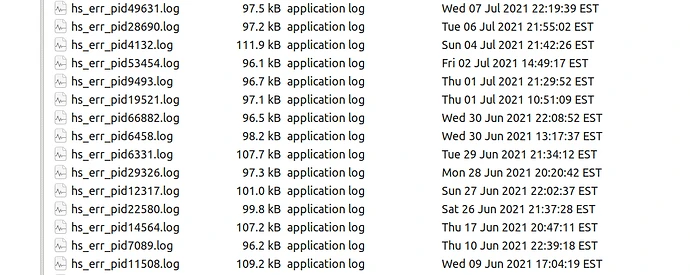 hs_err_pid49631.log 97.5 kB application log Wed 07 Jul 2021 22:19:39 EST
hs_err_pid28690.log 97.2 kB application log Tue 06 Jul 2021 21:55:02 EST
hs_err_pid4132.log 111.9 kB application log Sun 04 Jul 2021 21:42:26 EST
hs_err_pid53454.log 96.1 kB application log Fri 02 Jul 2021 14:49:17 EST
hs_err_pid9493.log 96.7 kB application log Thu 01 Jul 2021 21:29:52 EST
hs_err_pid19521.log 97.1 kB application log Thu 01 Jul 2021 10:51:09 EST
hs_err_pid66882.log 96.5 kB application log Wed 30 Jun 2021 22:08:52 EST
hs_err_pid6458.log 98.2 kB application log Wed 30 Jun 2021 13:17:37 EST
hs_err_pid6331.log 107.7 kB application log Tue 29 Jun 2021 21:34:12 EST
hs_err_pid29326.log 97.3 kB application log Mon 28 Jun 2021 20:20:42 EST
hs_err_pid12317.log 101.0 kB application log Sun 27 Jun 2021 22:02:37 EST
hs_err_pid22580.log 99.8 kB application log Sat 26 Jun 2021 21:37:28 EST
hs_err_pid14564.log 107.2 kB application log Thu 17 Jun 2021 20:47:11 EST
hs_err_pid7089.log 96.2 kB application log Thu 10 Jun 2021 22:39:18 EST
hs_err_pid11508.log 109.2 kB application log Wed 09 Jun 2021 17:04:19 EST